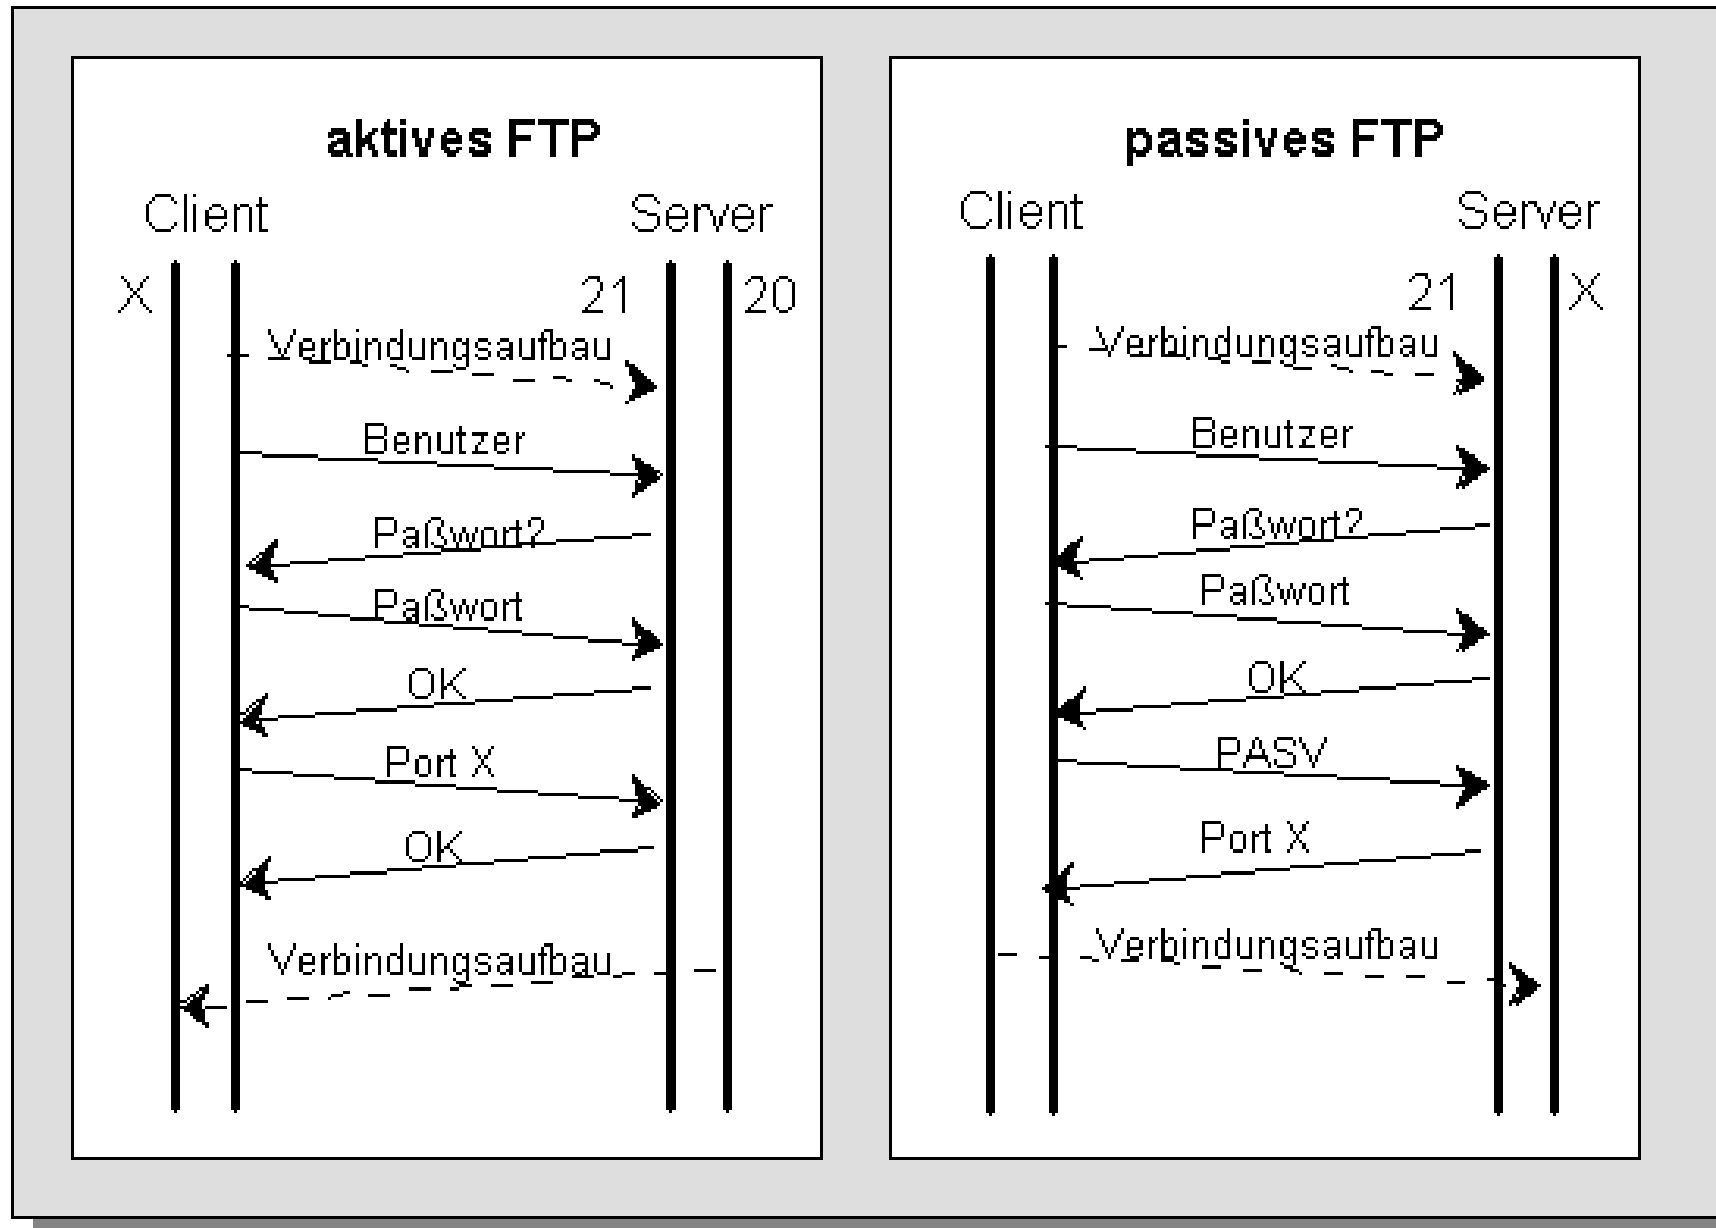 aktives FTP
Client Server
X 21 20
Verbindungsaufbau
Benutzer
Paßwort?
Paßwort
OK
Port X
OK
Verbindungsaufbau
passives FTP
Client Server
21 X
Verbindungsaufbau
Benutzer
Paßwort?
Paßwort
OK
PASV
Port X
Verbindungsaufbau